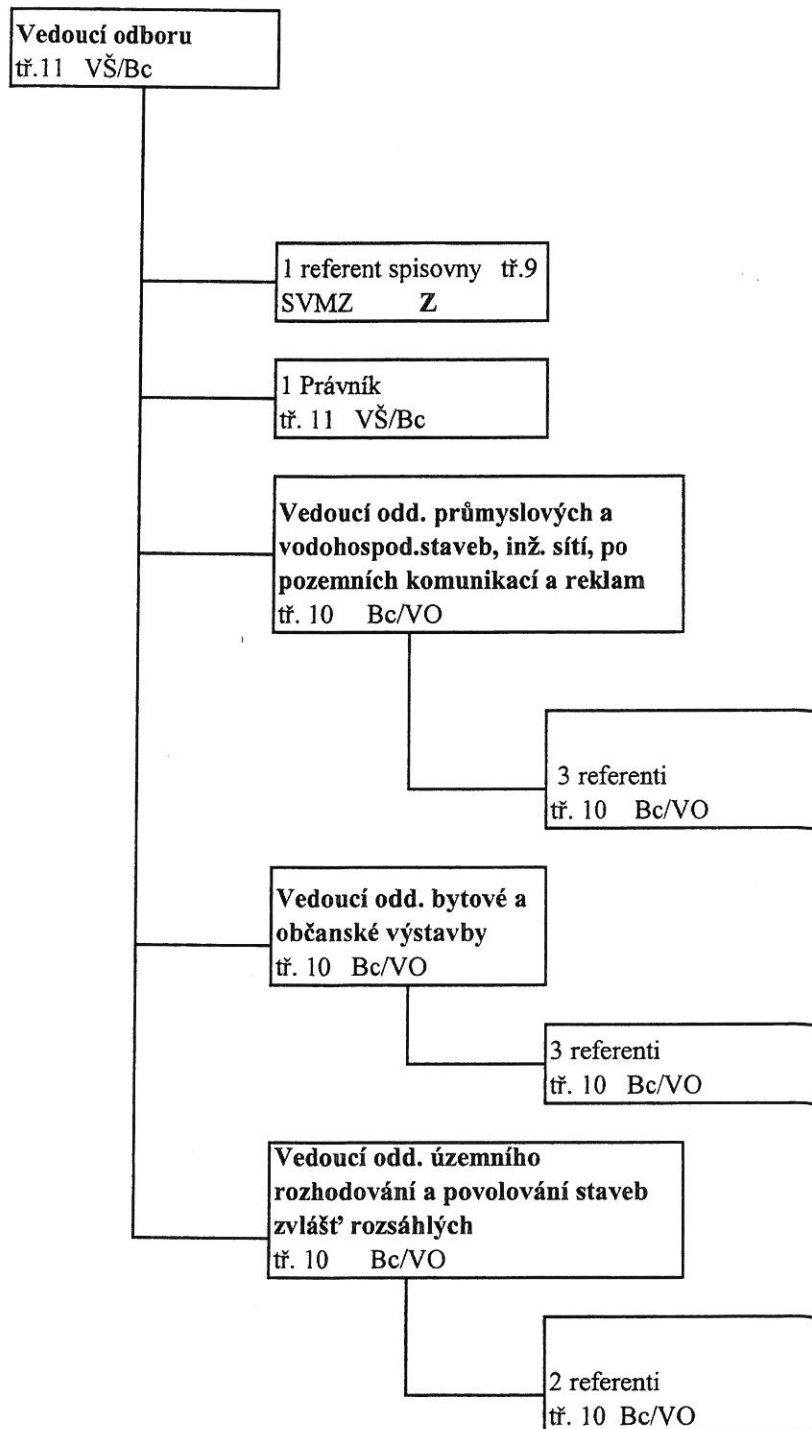 Vedoucí odboru
tř.11 VŠ/Bc
1 referent spisovny tř.9
SVMZ Z
1 Právník
tř. 11 VŠ/Bc
Vedoucí odd. průmyslových a
vodohospod.staveb, inž. sítí, po
pozemních komunikací a reklam
tř. 10 Bc/VO
3 referenti
tř. 10 Bc/VO
Vedoucí odd. bytové a
občanské výstavby
tř. 10 Bc/VO
3 referenti
tř. 10 Bc/VO
Vedoucí odd. územního
rozhodování a povolování staveb
zvlášť rozsáhlých
tř. 10 Bc/VO
2 referenti
tř. 10 Bc/VO